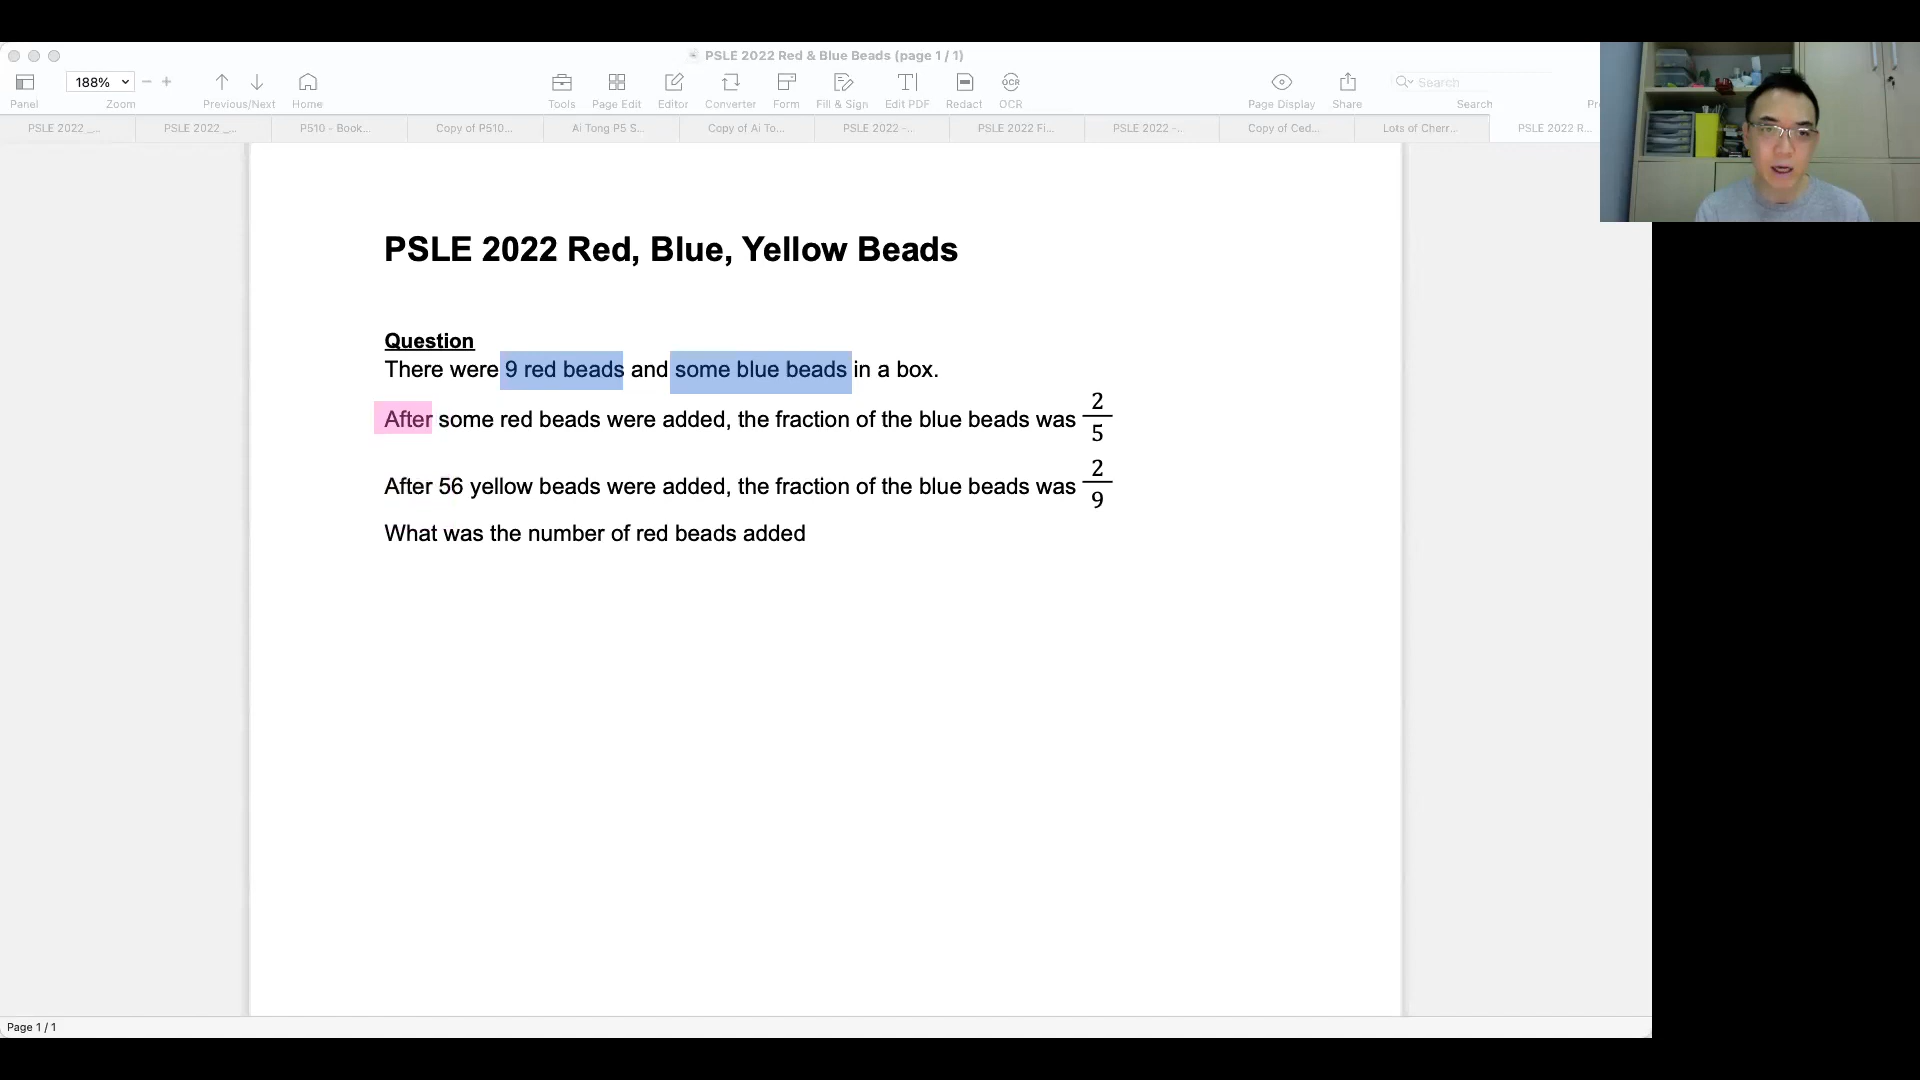 PSLE 2022 Red & Blue Beads (page 1 / 1)
188%
Search
Panel
Zoom
Previous/Next
Home
Tools
Page Edit
Editor
Converter
Form
Fill & Sign
Edit PDF
Redact
OCR
OCR
Page Display
Share
Search
PSLE 2022 _...
PSLE 2022 _...
P510 - Book...
Copy of P510...
Ai Tong P5 S...
Copy of Ai To...
PSLE 2022 -...
PSLE 2022 Fi...
PSLE 2022 -...
Copy of Ced...
Lots of Cherr...
PSLE 2022 R...
PSLE 2022 Red, Blue, Yellow Beads
Question
There were 9 red beads and some blue beads in a box.
After some red beads were added, the fraction of the blue beads was 2/5
After 56 yellow beads were added, the fraction of the blue beads was 2/9
What was the number of red beads added
Page 1 / 1